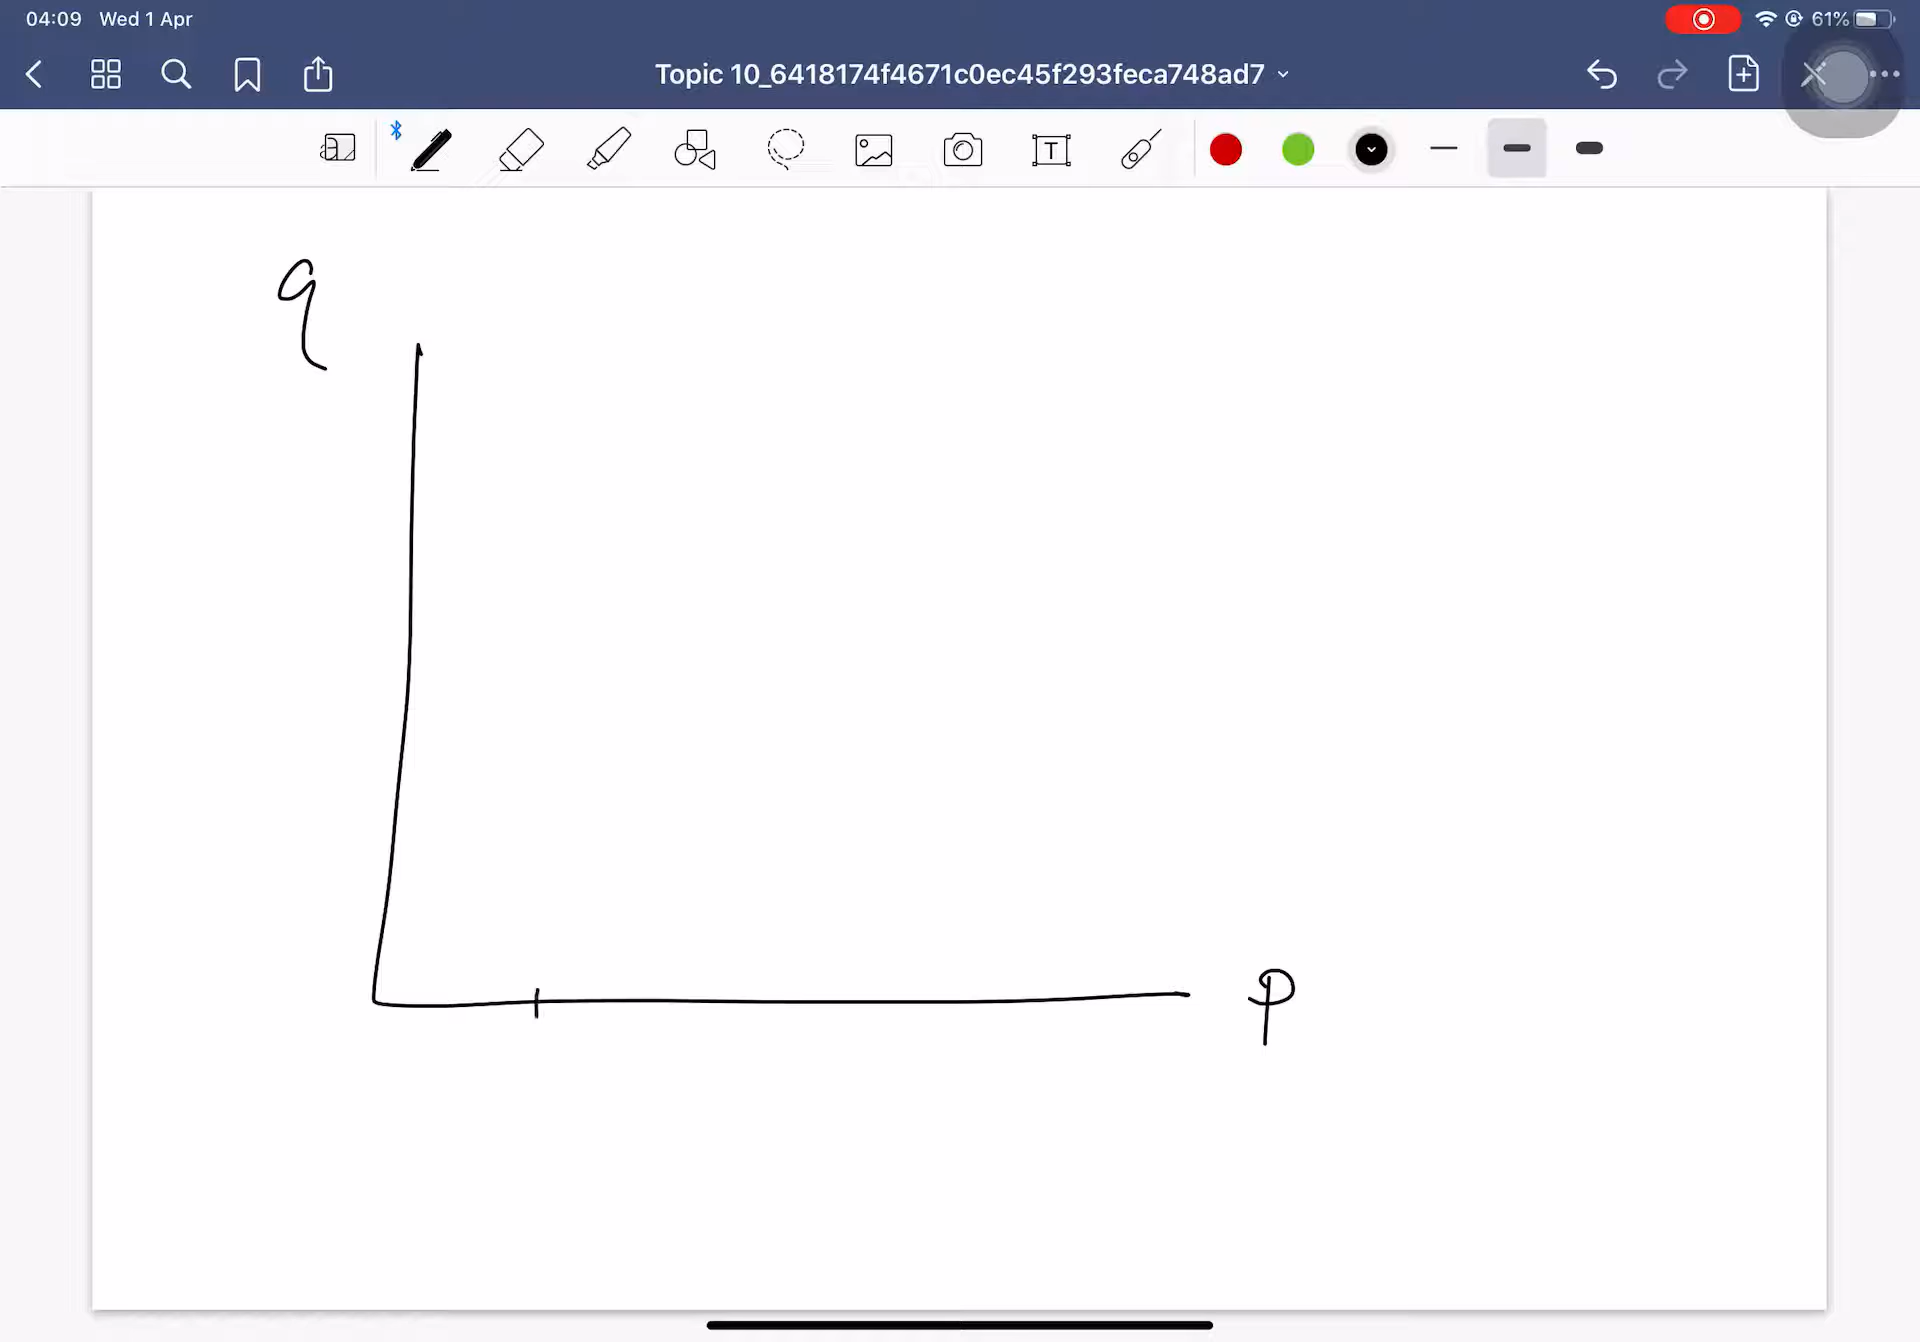 04:09 Wed 1 Apr 61%
Topic 10_6418174f4671c0ec45f293feca748ad7
a T
q
p